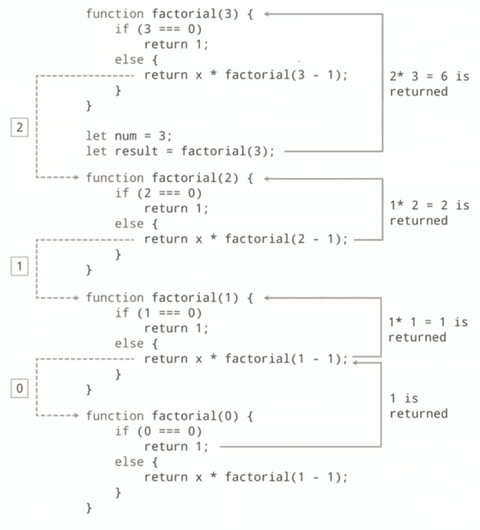 function factorial(3) {
if (3 === 0)
return 1;
else {
return x * factorial(3 - 1);
}
}
2* 3 = 6 is
returned
2
let num = 3;
let result = factorial(3);
function factorial(2) {
if (2 === 0)
return 1;
else {
return x * factorial(2 - 1);
}
}
1* 2 = 2 is
returned
1
function factorial(1) {
if (1 === 0)
return 1;
else {
return x * factorial(1 - 1);
}
}
1* 1 = 1 is
returned
0
function factorial(0) {
if (0 === 0)
return 1;
else {
return x * factorial(1 - 1);
}
}
1 is
returned